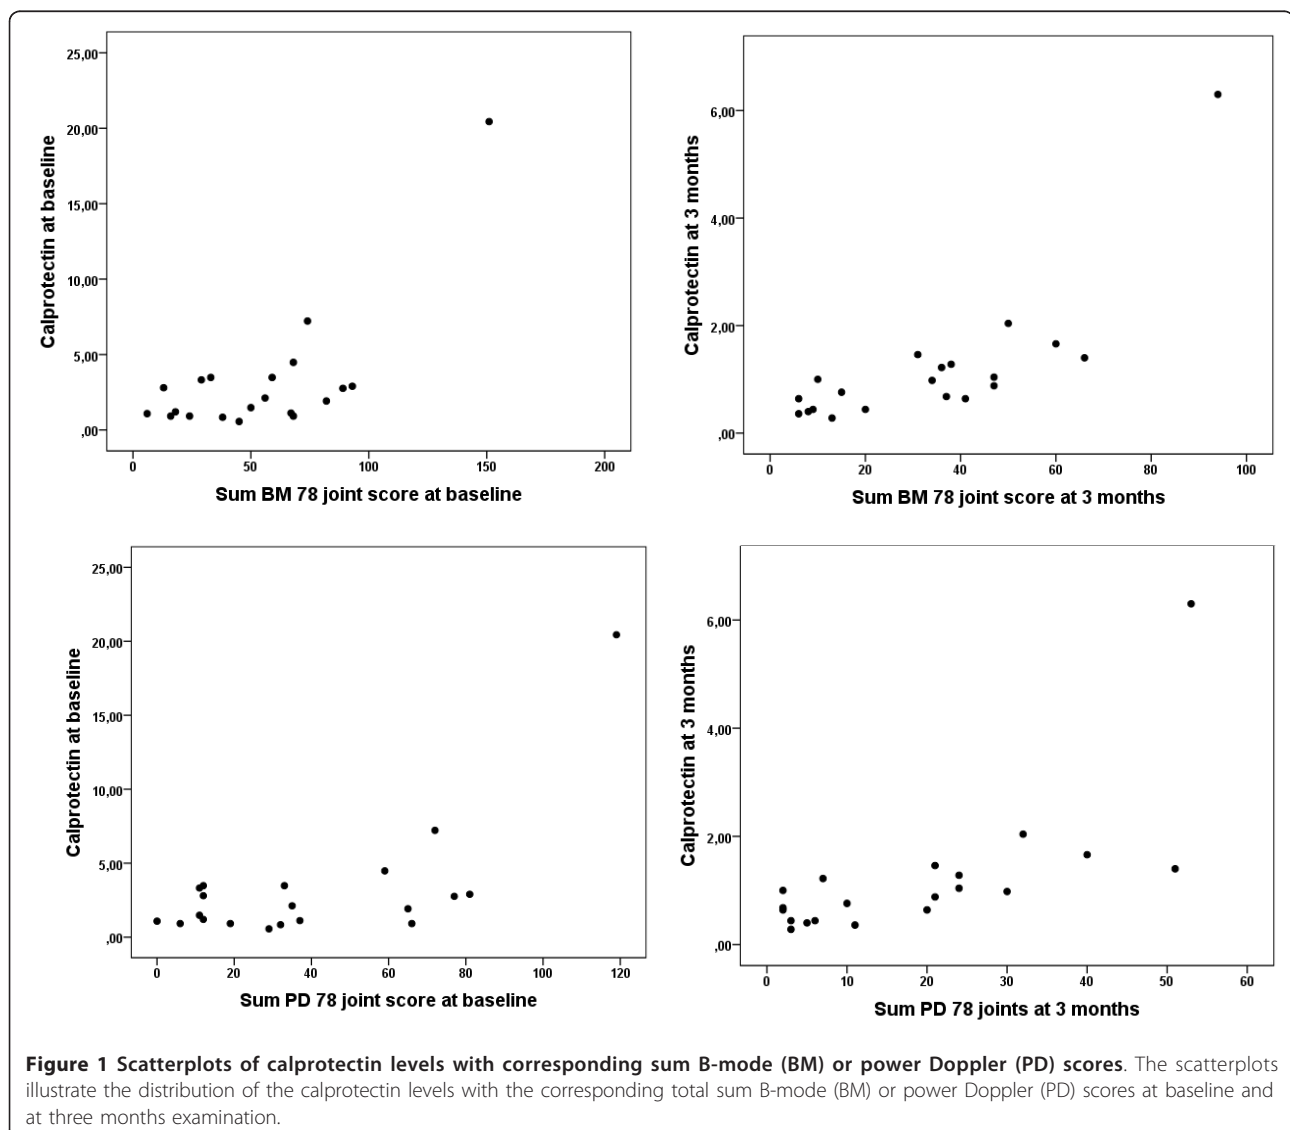 25,00
20,00
15,00
10,00
5,00
,00
Calprotectin at baseline
0 50 100 150 200
Sum BM 78 joint score at baseline
6,00
4,00
2,00
,00
Calprotectin at 3 months
0 20 40 60 80 100
Sum BM 78 joint score at 3 months
25,00
20,00
15,00
10,00
5,00
,00
Calprotectin at baseline
0 20 40 60 80 100 120
Sum PD 78 joint score at baseline
6,00
4,00
2,00
,00
Calprotectin at 3 months
0 10 20 30 40 50 60
Sum PD 78 joints at 3 months
Figure 1 Scatterplots of calprotectin levels with corresponding sum B-mode (BM) or power Doppler (PD) scores. The scatterplots
illustrate the distribution of the calprotectin levels with the corresponding total sum B-mode (BM) or power Doppler (PD) scores at baseline and
at three months examination.